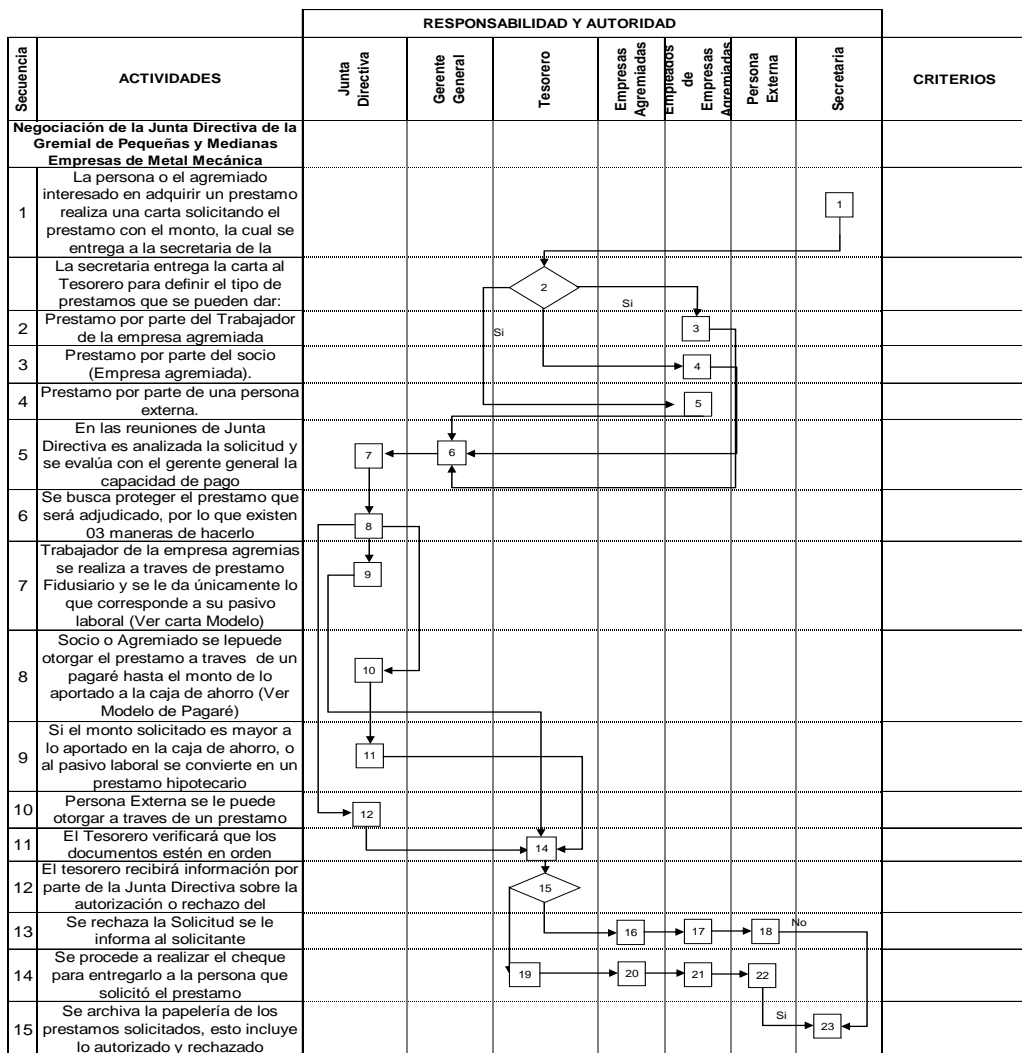 RESPONSABILIDAD Y AUTORIDAD
Secuencia
ACTIVIDADES
Junta
Directiva
Gerente
General
Tesorero
Empresas
Agremiadas
Empleados
de
Empresas
Agremiadas
Persona
Externa
Secretaria
CRITERIOS
Negociación de la Junta Directiva de la
Gremial de Pequeñas y Medianas
Empresas de Metal Mecánica
1
La persona o el agremiado
interesado en adquirir un prestamo
realiza una carta solicitando el
prestamo con el monto, la cual se
entrega a la secretaria de la
1
La secretaria entrega la carta al
Tesorero para definir el tipo de
prestamos que se pueden dar:
2
Si
2
Prestamo por parte del Trabajador
de la empresa agremiada
Si
3
3
Prestamo por parte del socio
(Empresa agremiada).
4
4
Prestamo por parte de una persona
externa.
5
5
En las reuniones de Junta
Directiva es analizada la solicitud y
se evalúa con el gerente general la
capacidad de pago
7
6
6
Se busca proteger el prestamo que
será adjudicado, por lo que existen
03 maneras de hacerlo
8
7
Trabajador de la empresa agremias
se realiza a traves de prestamo
Fidusiario y se le da únicamente lo
que corresponde a su pasivo
laboral (Ver carta Modelo)
9
8
Socio o Agremiado se lepuede
otorgar el prestamo a traves de un
pagaré hasta el monto de lo
aportado a la caja de ahorro (Ver
Modelo de Pagaré)
10
9
Si el monto solicitado es mayor a
lo aportado en la caja de ahorro, o
al pasivo laboral se convierte en un
prestamo hipotecario
11
10
Persona Externa se le puede
otorgar a traves de un prestamo
12
11
El Tesorero verificará que los
documentos estén en orden
14
12
El tesorero recibirá información por
parte de la Junta Directiva sobre la
autorización o rechazo del
15
13
Se rechaza la Solicitud se le
informa al solicitante
16
17
18
No
14
Se procede a realizar el cheque
para entregarlo a la persona que
solicitó el prestamo
19
20
21
22
15
Se archiva la papelería de los
prestamos solicitados, esto incluye
lo autorizado y rechazado
Si
23